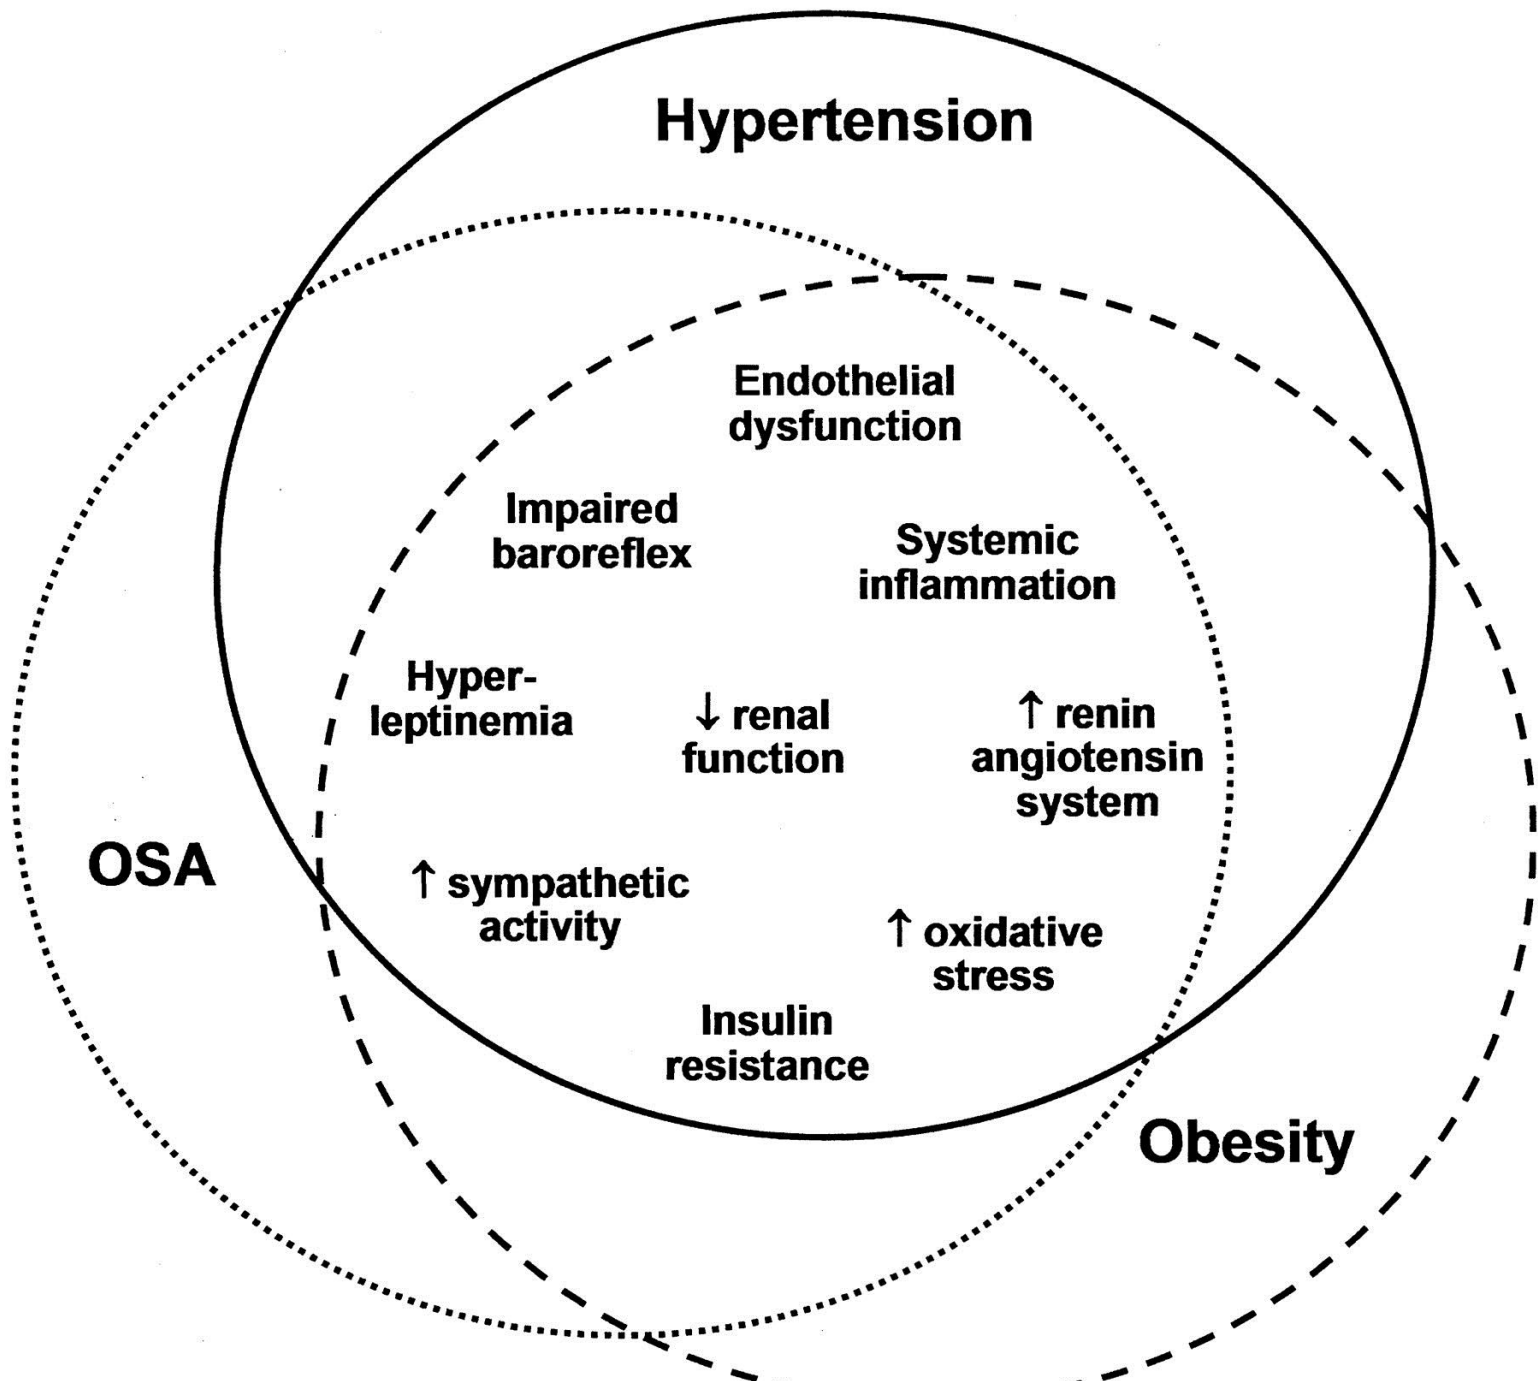 Hypertension
Endothelial
dysfunction
Impaired
baroreflex
Systemic
inflammation
Hyper-
leptinemia
↓ renal
function
↑ renin
angiotensin
system
OSA
↑ sympathetic
activity
↑ oxidative
stress
Insulin
resistance
Obesity